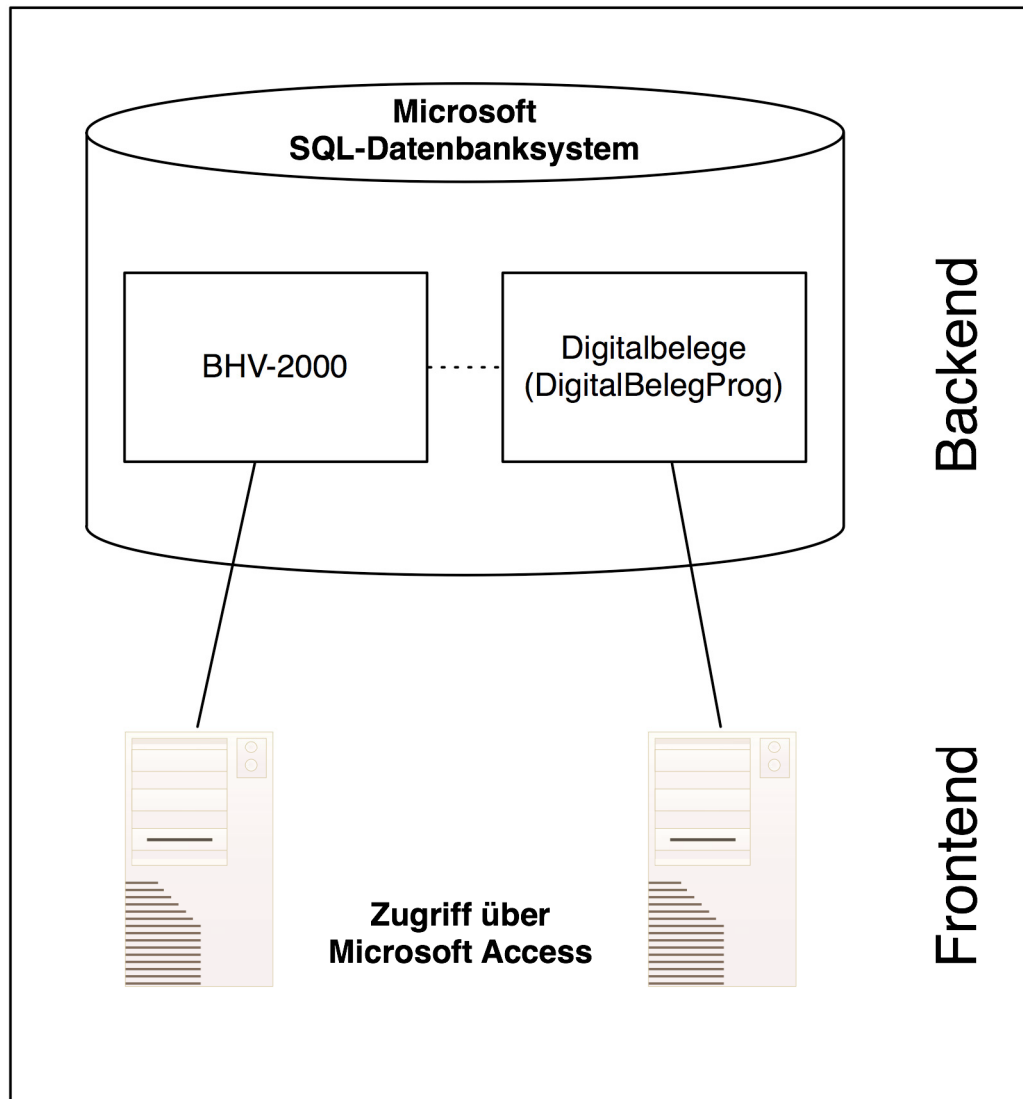 Microsoft
SQL-Datenbanksystem
BHV-2000
Digitalbelege
(DigitalBelegProg)
Backend
Zugriff über
Microsoft Access
Frontend